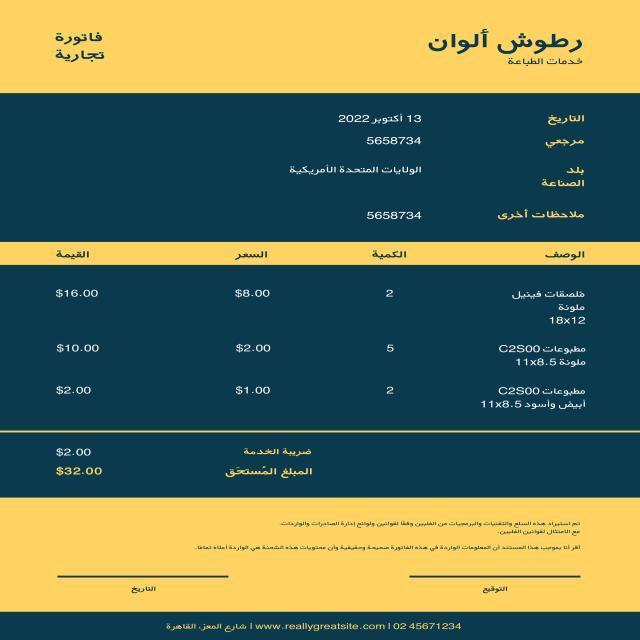 رطوش ألوان
خدمات الطباعة
فاتورة
تجارية
التاريخ 13 أكتوبر 2022
مرجعي 5658734
بلد الولايات المتحدة الأمريكية
الصناعة
ملاحظات أخرى 5658734
الوصف الكمية السعر القيمة
ملصقات فينيل 2 $8.00 $16.00
ملونة
18x12
مطبوعات C2S00 5 $2.00 $10.00
ملونة 11x8.5
مطبوعات C2S00 2 $1.00 $2.00
أبيض وأسود 11x8.5
ضريبة الخدمة $2.00
المبلغ المُستحَق $32.00
تم استيراد هذه السلع والتقنيات والبرمجيات من الفلبين وفقًا لقوانين ولوائح إدارة الصادرات والواردات.
مع الامتثال لقوانين الفلبين.
أقر أنا بموجب هذا المستند أن المعلومات الواردة في هذه الفاتورة صحيحة وحقيقية وأن محتويات هذه الشحنة هي الواردة أعلاه تمامًا.
التوقيع التاريخ
شارع المعز، القاهرة | www.reallygreatsite.com | 02 45671234